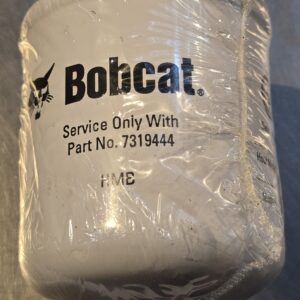 Bobcat®
Service Only With
Part No. 7319444
HME